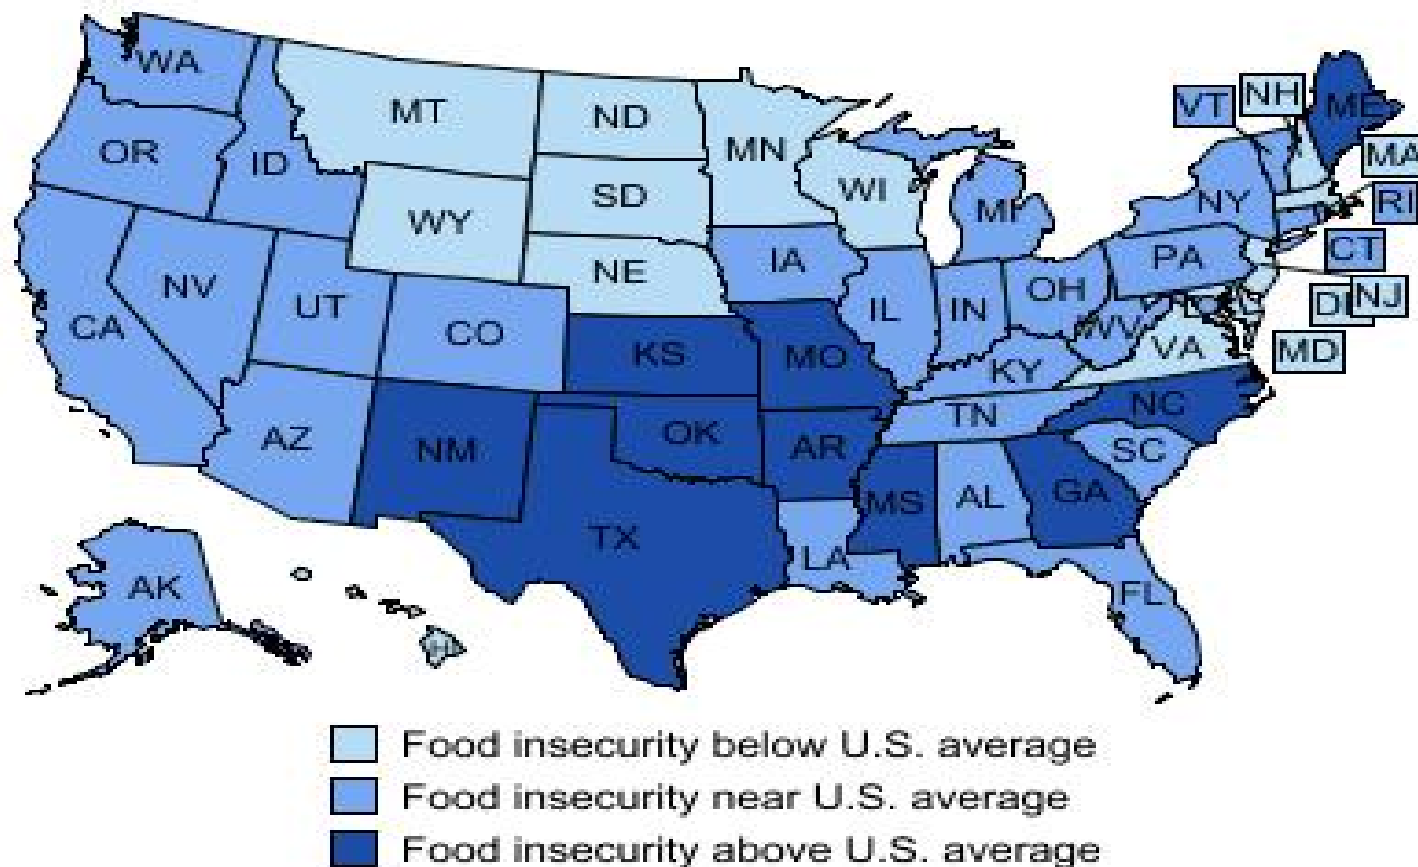 WA
MT
ND
MN
VT
NH
ME
OR
ID
SD
WI
MI
NY
MA
RI
WY
NE
IA
PA
CT
NV
UT
CO
IL
IN
OH
NJ
CA
KS
MO
KY
WV
VA
MD
AZ
NM
OK
AR
TN
NC
SC
TX
MS
AL
GA
LA
AK
FL
Food insecurity below U.S. average
Food insecurity near U.S. average
Food insecurity above U.S. average